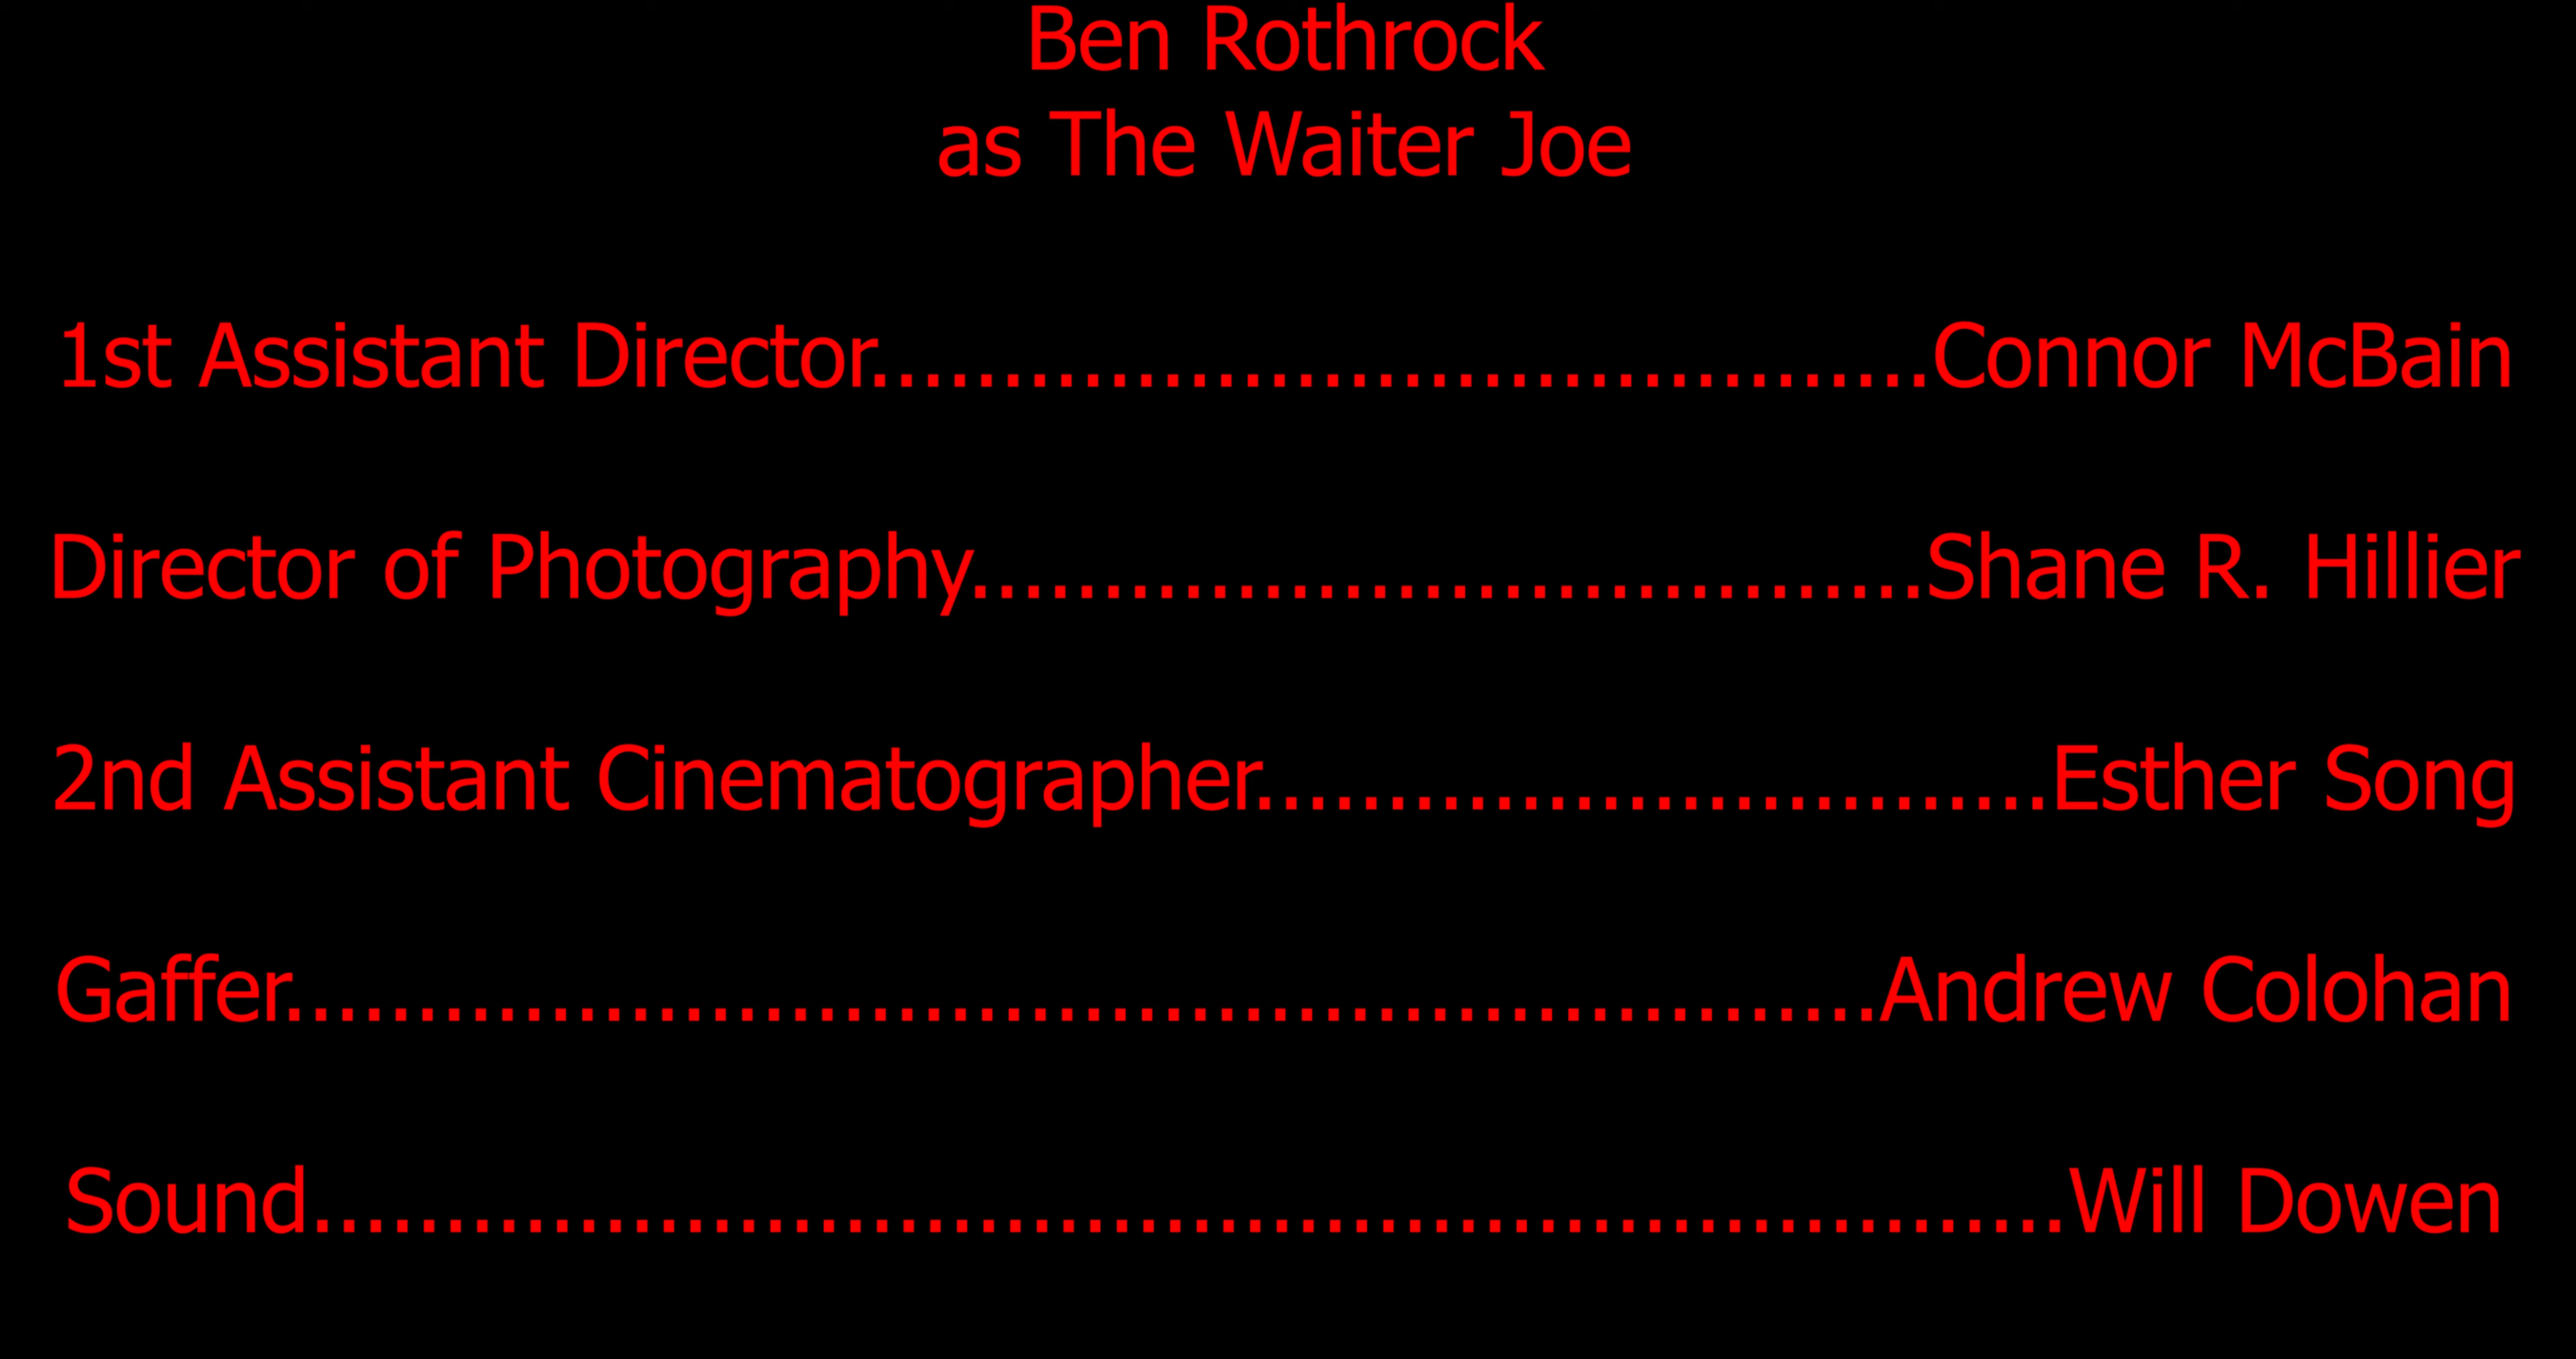 Ben Rothrock
as The Waiter Joe
1st Assistant Director........................................Connor McBain
Director of Photography....................................Shane R. Hillier
2nd Assistant Cinematographer..............................Esther Song
Gaffer............................................................Andrew Colohan
Sound..................................................................Will Dowen